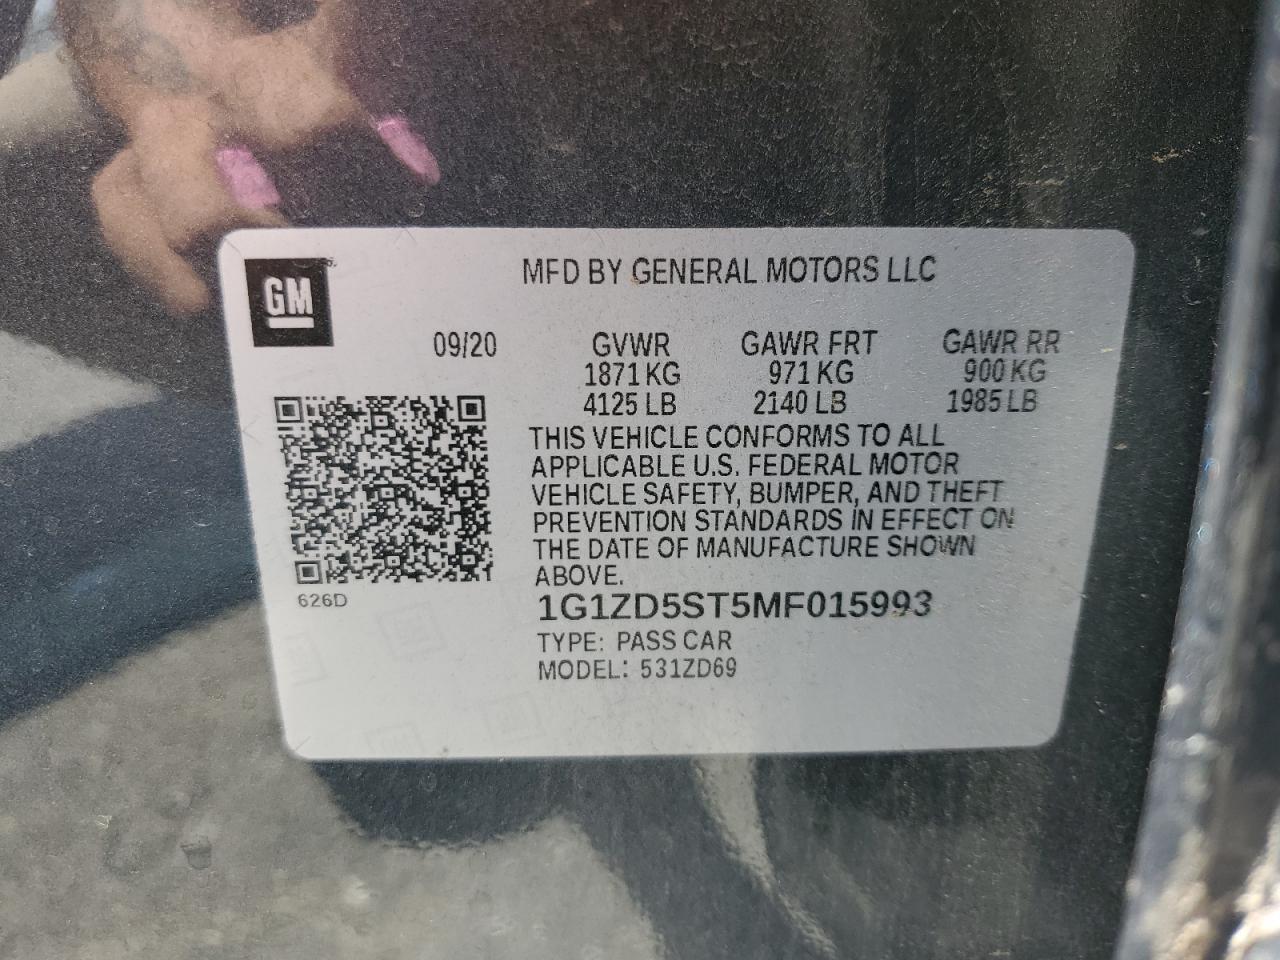 GM
MFD BY GENERAL MOTORS LLC
09/20 GVWR GAWR FRT GAWR RR
1871 KG 971 KG 900 KG
4125 LB 2140 LB 1985 LB
THIS VEHICLE CONFORMS TO ALL
APPLICABLE U.S. FEDERAL MOTOR
VEHICLE SAFETY, BUMPER, AND THEFT
PREVENTION STANDARDS IN EFFECT ON
THE DATE OF MANUFACTURE SHOWN
ABOVE.
626D
1G1ZD5ST5MF015993
TYPE: PASS CAR
MODEL: 531ZD69